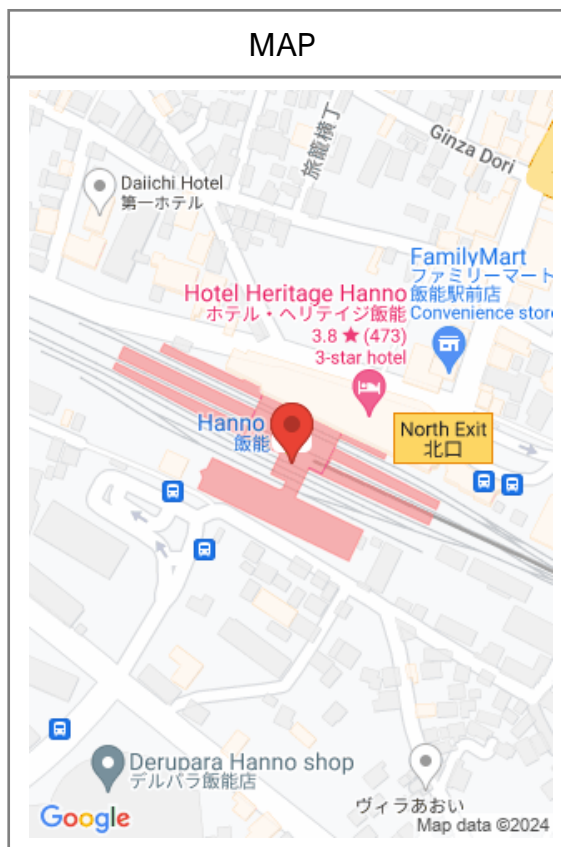 MAP
旅籠横丁
Ginza Dori
Daiichi Hotel
第一ホテル
FamilyMart
ファミリーマート
飯能駅前店
Convenience store
Hotel Heritage Hanno
ホテル・ヘリテイジ飯能
3.8 ★ (473)
3-star hotel
Hanno
飯能
North Exit
北口
Derupara Hanno shop
デルパラ飯能店
ヴィラあおい
Google
Map data ©2024